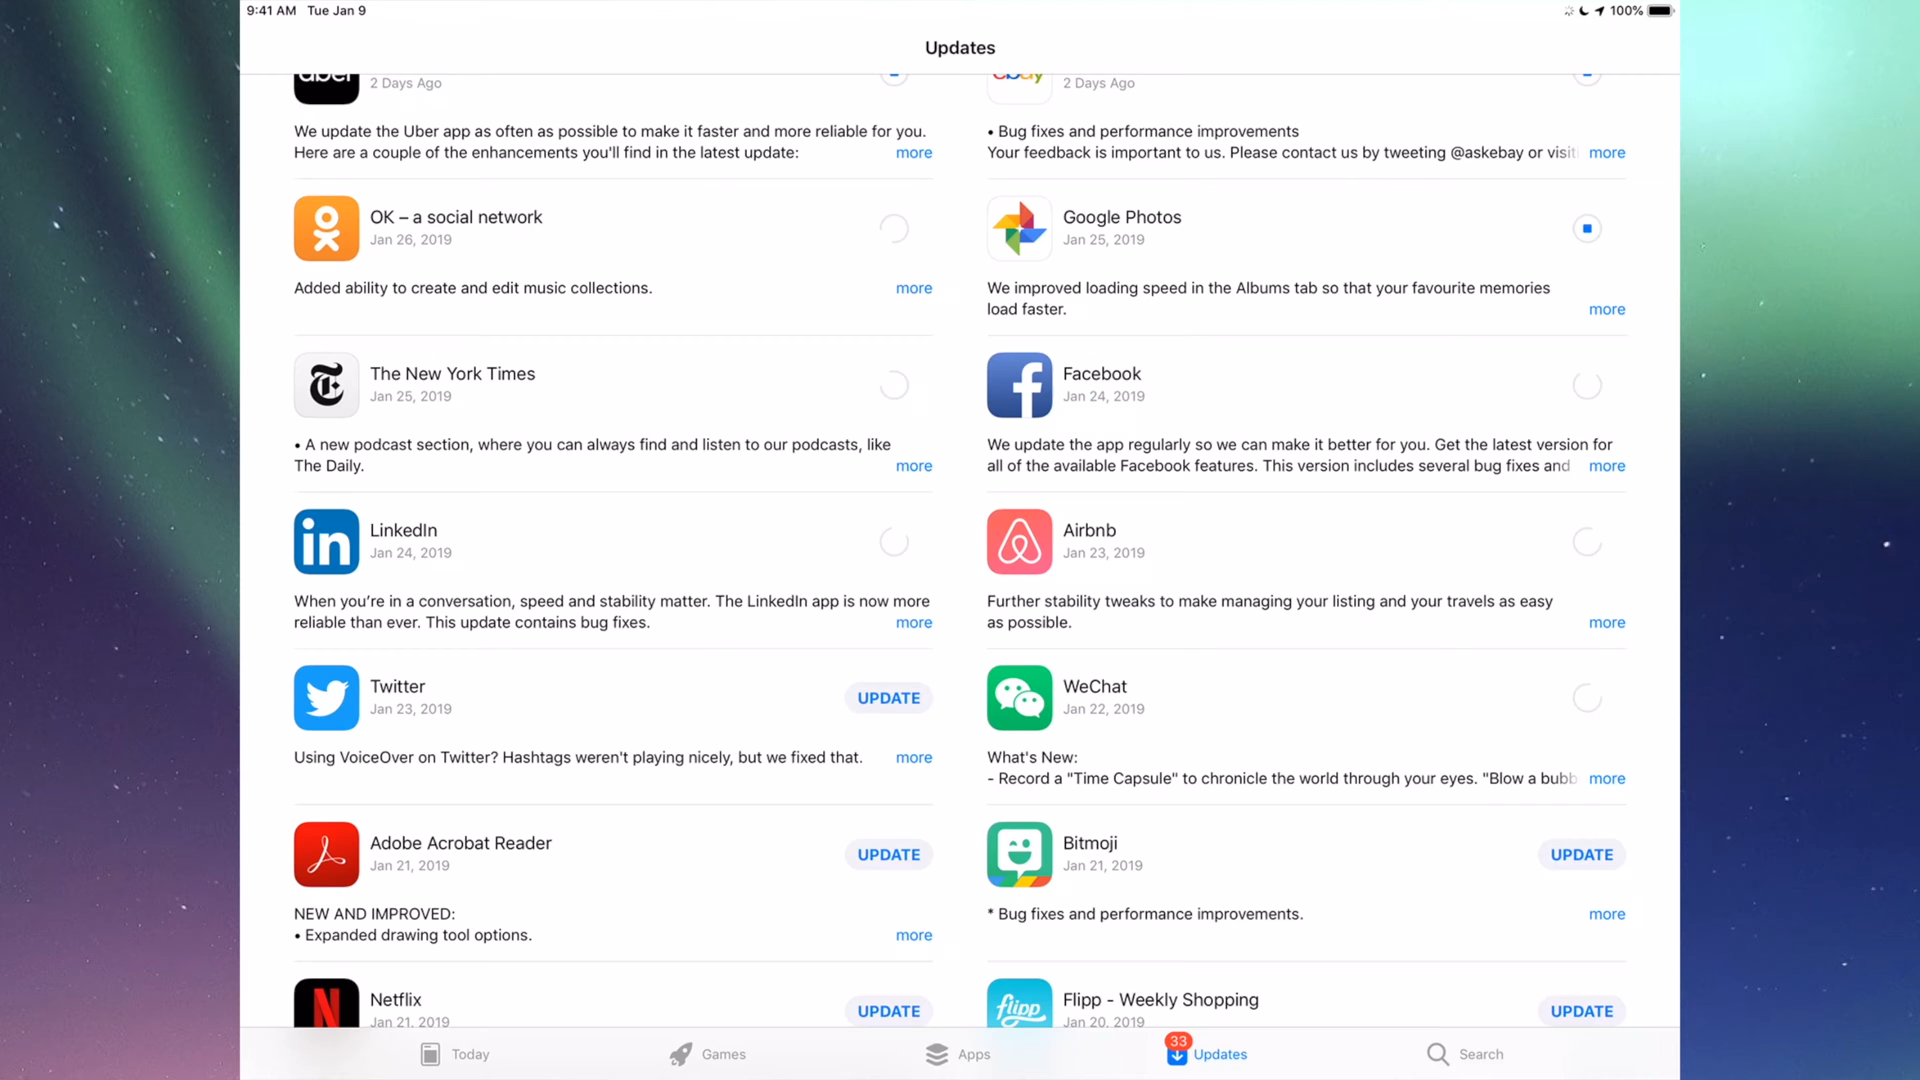 9:41 AM Tue Jan 9
100%
Updates
uber
2 Days Ago
We update the Uber app as often as possible to make it faster and more reliable for you.
Here are a couple of the enhancements you'll find in the latest update:
more
ebay
2 Days Ago
• Bug fixes and performance improvements
Your feedback is important to us. Please contact us by tweeting @askebay or visit
more
OK – a social network
Jan 26, 2019
Added ability to create and edit music collections.
more
Google Photos
Jan 25, 2019
We improved loading speed in the Albums tab so that your favourite memories
load faster.
more
The New York Times
Jan 25, 2019
• A new podcast section, where you can always find and listen to our podcasts, like
The Daily.
more
Facebook
Jan 24, 2019
We update the app regularly so we can make it better for you. Get the latest version for
all of the available Facebook features. This version includes several bug fixes and
more
in
LinkedIn
Jan 24, 2019
When you’re in a conversation, speed and stability matter. The LinkedIn app is now more
reliable than ever. This update contains bug fixes.
more
Airbnb
Jan 23, 2019
Further stability tweaks to make managing your listing and your travels as easy
as possible.
more
Twitter
Jan 23, 2019
UPDATE
Using VoiceOver on Twitter? Hashtags weren't playing nicely, but we fixed that.
more
WeChat
Jan 22, 2019
What's New:
- Record a "Time Capsule" to chronicle the world through your eyes. "Blow a bubb
more
Adobe Acrobat Reader
Jan 21, 2019
UPDATE
NEW AND IMPROVED:
• Expanded drawing tool options.
more
Bitmoji
Jan 21, 2019
UPDATE
* Bug fixes and performance improvements.
more
N
Netflix
Jan 21, 2019
UPDATE
flipp
Flipp - Weekly Shopping
Jan 20, 2019
UPDATE
Today
Games
Apps
33
Updates
Search